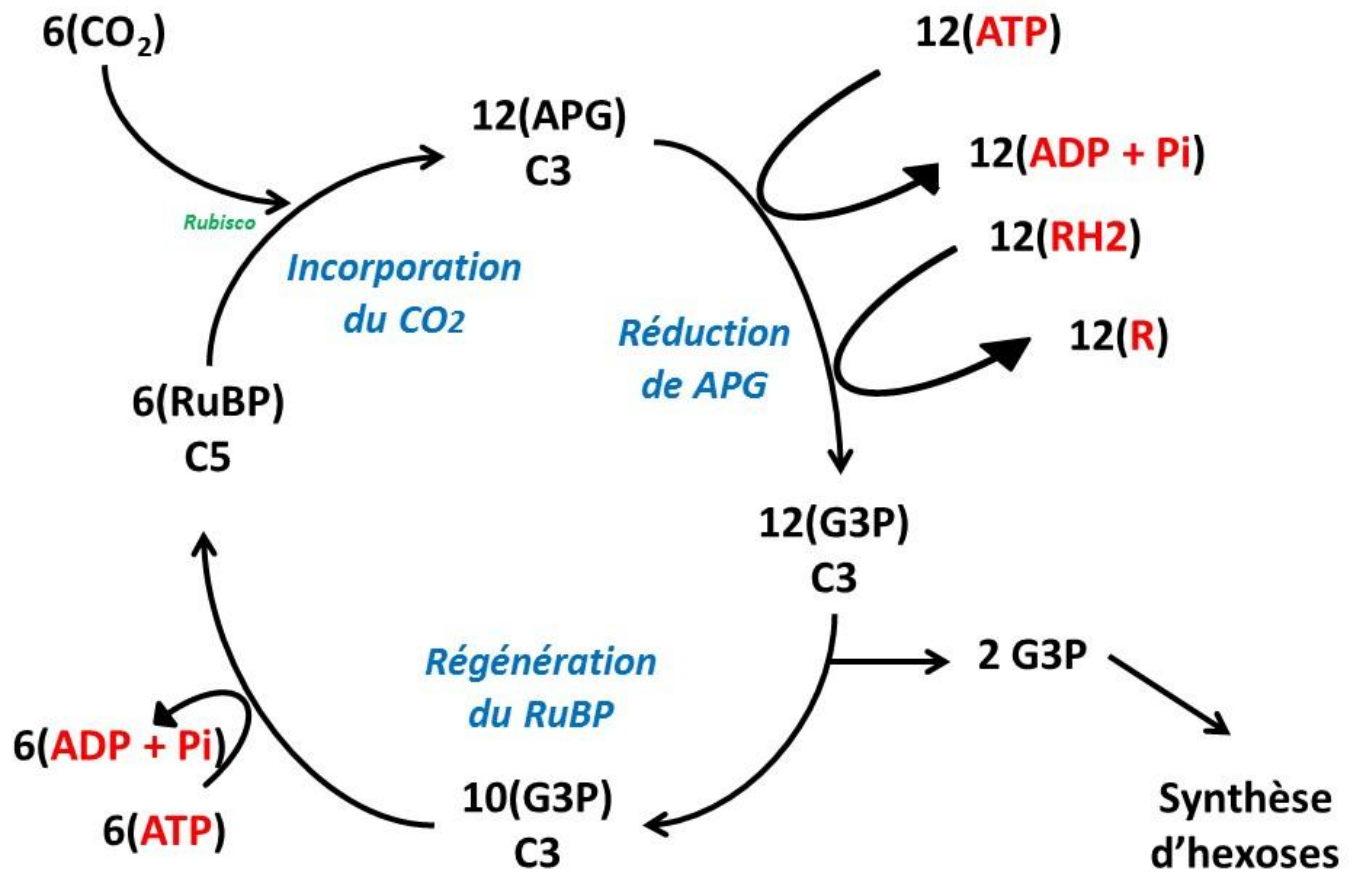 6(CO₂)
12(ATP)
12(APG)
C3
12(ADP + Pi)
Rubisco
12(RH2)
Incorporation
du CO2
Réduction
de APG
12(R)
6(RuBP)
C5
12(G3P)
C3
Régénération
du RuBP
2 G3P
6(ADP + Pi)
6(ATP)
10(G3P)
C3
Synthèse
d'hexoses